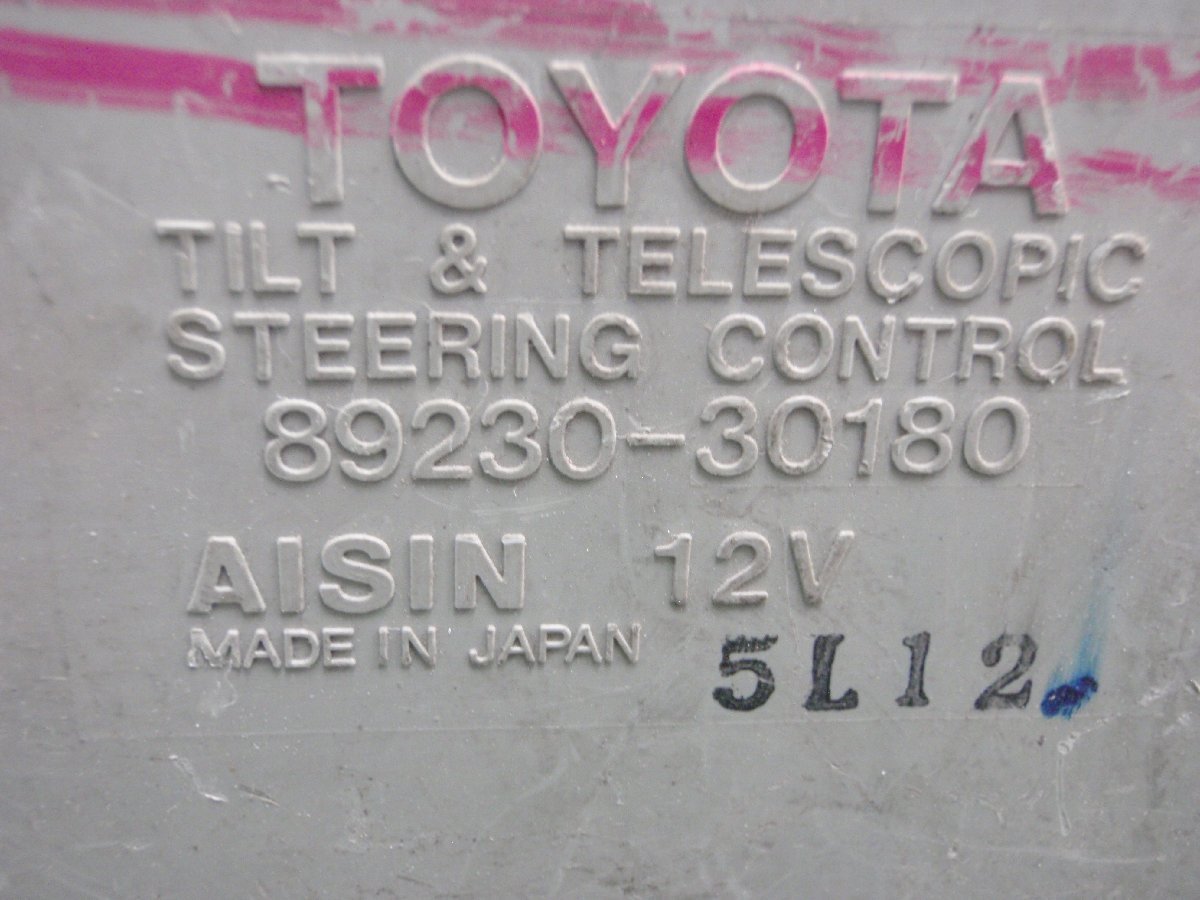 TOYOTA
TILT & TELESCOPIC
STEERING CONTROL
89230-30180
AISIN 12V
MADE IN JAPAN
5L12